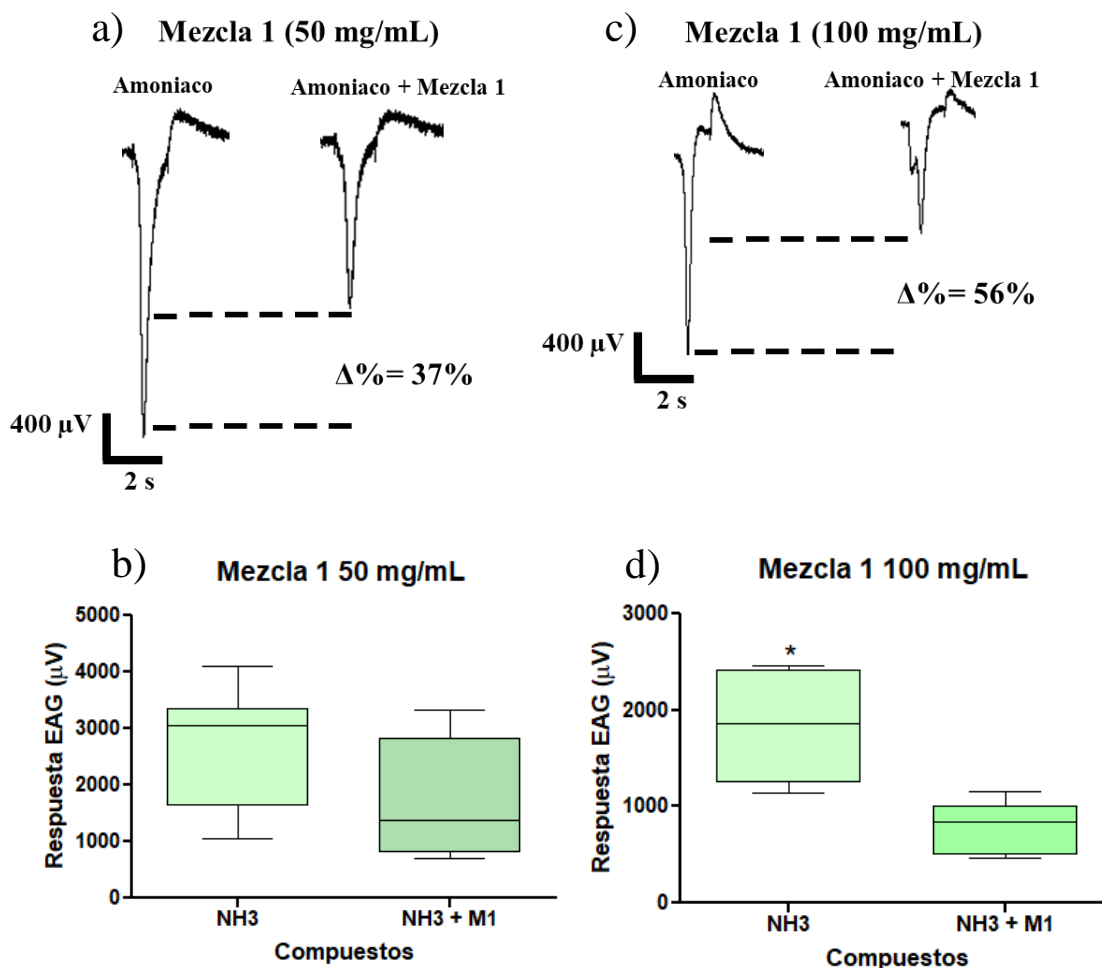 a) Mezcla 1 (50 mg/mL)
Amoniaco
Amoniaco + Mezcla 1
Δ%= 37%
400 μV
2 s
c) Mezcla 1 (100 mg/mL)
Amoniaco
Amoniaco + Mezcla 1
Δ%= 56%
400 μV
2 s
b) Mezcla 1 50 mg/mL
Respuesta EAG (μV)
5000
4000
3000
2000
1000
0
NH3
NH3 + M1
Compuestos
d) Mezcla 1 100 mg/mL
Respuesta EAG (μV)
3000
2000
1000
0
*
NH3
NH3 + M1
Compuestos